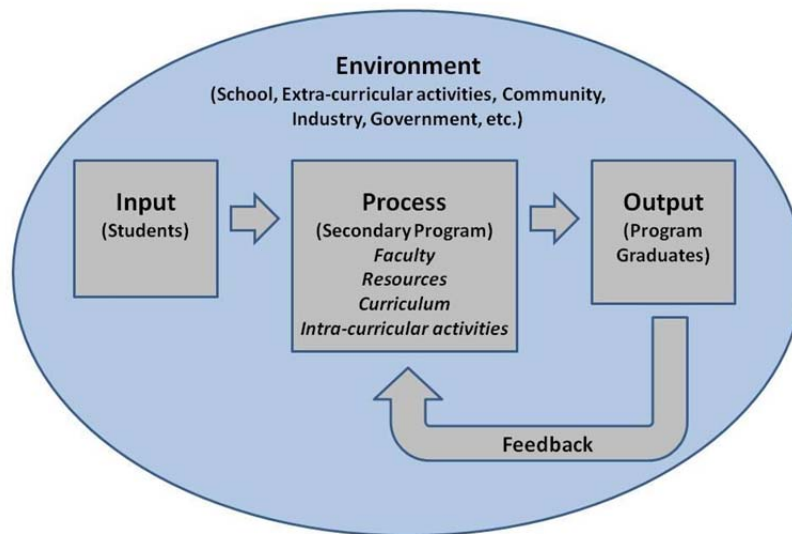 Environment
(School, Extra-curricular activities, Community,
Industry, Government, etc.)
Input
(Students)
Process
(Secondary Program)
Faculty
Resources
Curriculum
Intra-curricular activities
Output
(Program
Graduates)
Feedback